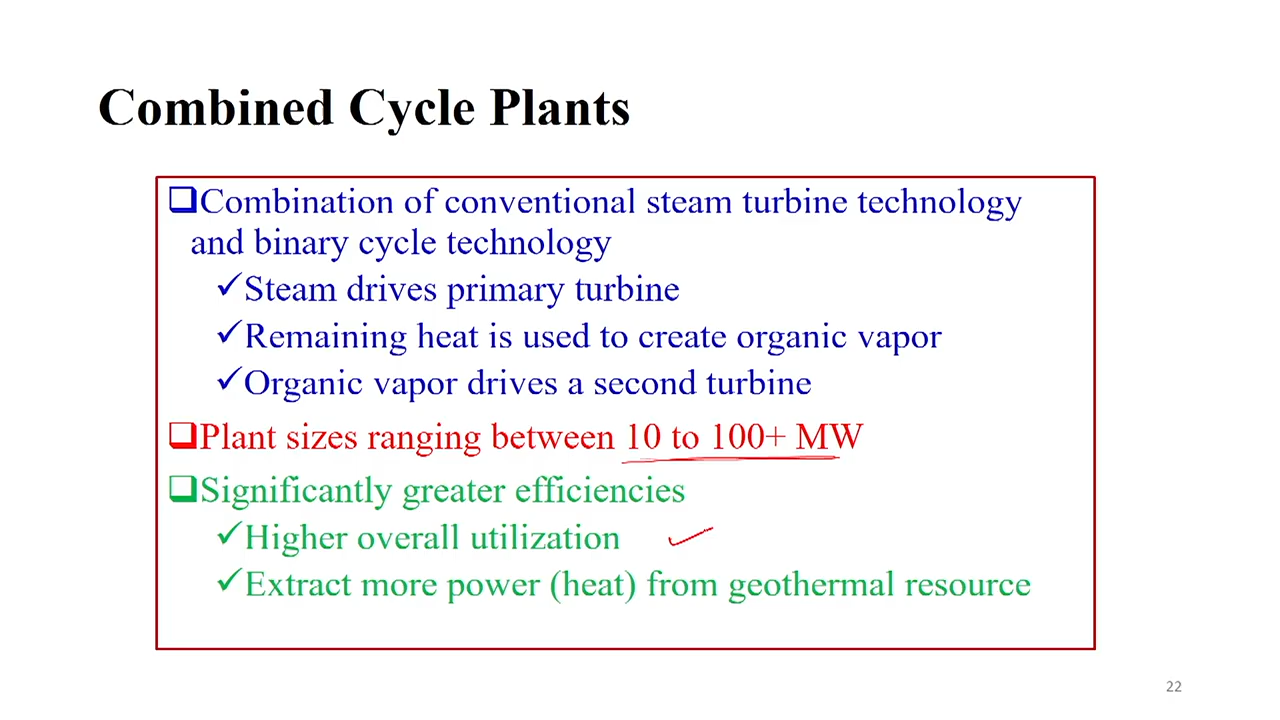 Combined Cycle Plants
❑Combination of conventional steam turbine technology
and binary cycle technology
✓Steam drives primary turbine
✓Remaining heat is used to create organic vapor
✓Organic vapor drives a second turbine
❑Plant sizes ranging between 10 to 100+ MW
❑Significantly greater efficiencies
✓Higher overall utilization
✓Extract more power (heat) from geothermal resource
22